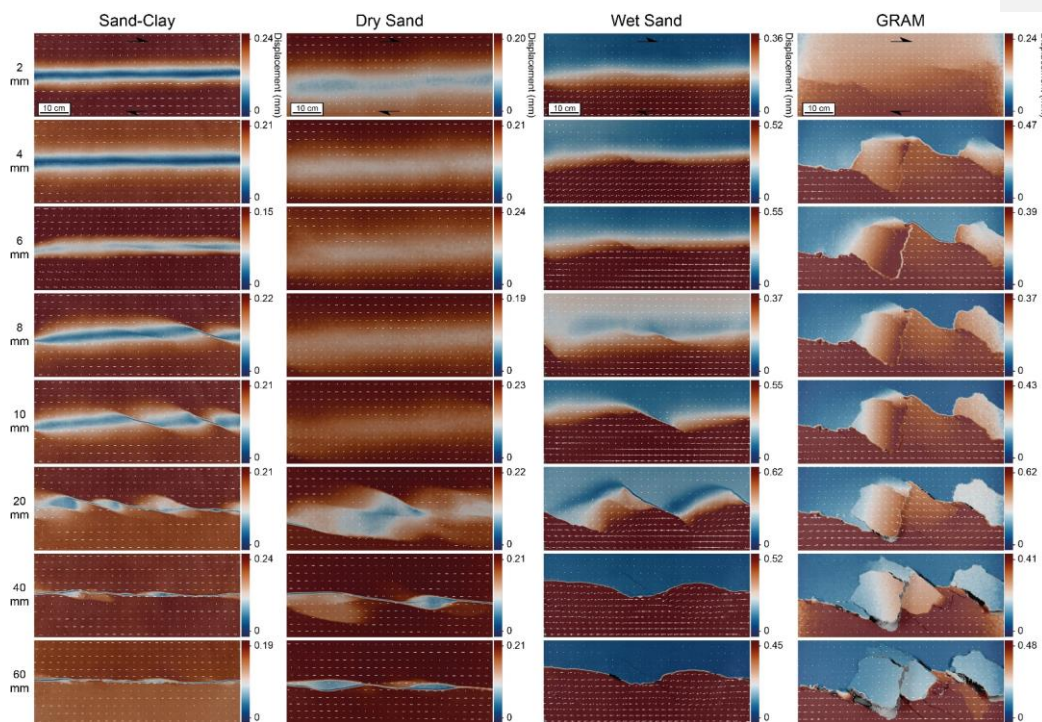 Sand-Clay Dry Sand Wet Sand GRAM
2 mm
0.24 0 Displacement (mm) 10 cm
0.20 0 Displacement (mm) 10 cm
0.36 0 Displacement (mm) 10 cm
0.24 0 Displacement (mm) 10 cm
4 mm
0.21 0
0.21 0
0.52 0
0.47 0
6 mm
0.15 0
0.24 0
0.55 0
0.39 0
8 mm
0.22 0
0.19 0
0.37 0
0.37 0
10 mm
0.21 0
0.23 0
0.55 0
0.43 0
20 mm
0.21 0
0.22 0
0.62 0
0.62 0
40 mm
0.24 0
0.21 0
0.52 0
0.41 0
60 mm
0.19 0
0.21 0
0.45 0
0.48 0